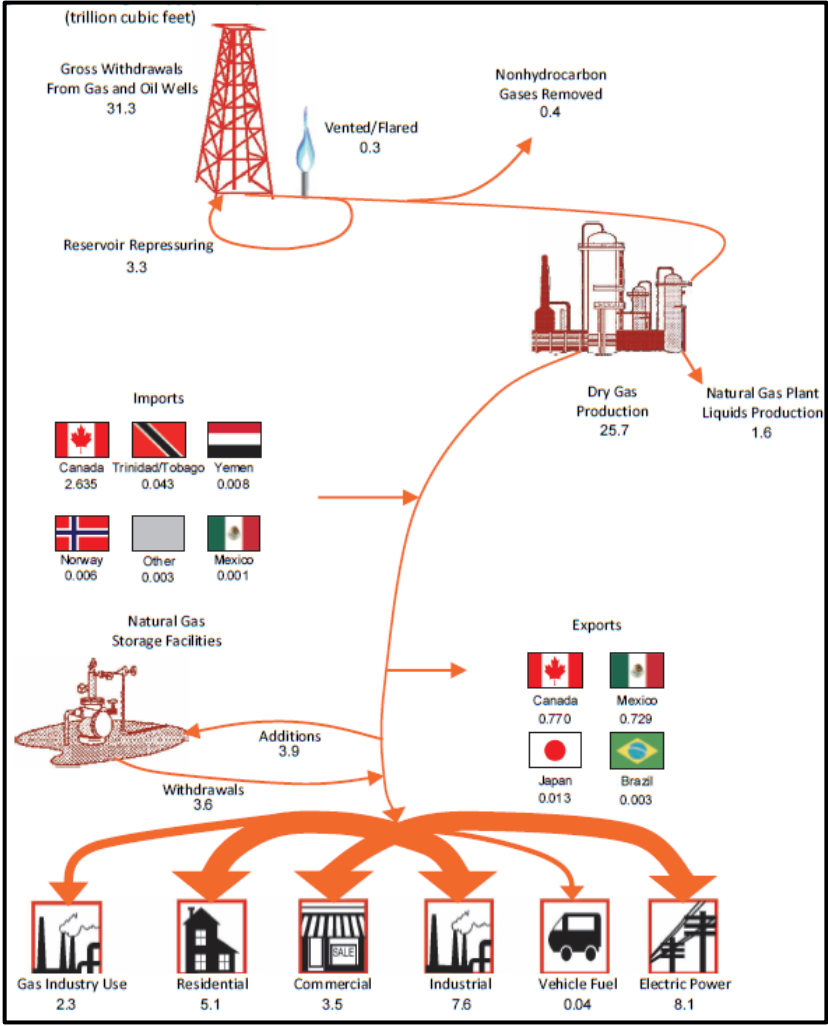 (trillion cubic feet)
Gross Withdrawals
From Gas and Oil Wells
31.3
Vented/Flared
0.3
Nonhydrocarbon
Gases Removed
0.4
Reservoir Repressuring
3.3
Dry Gas
Production
25.7
Natural Gas Plant
Liquids Production
1.6
Imports
Canada Trinidad/Tobago Yemen
2.635 0.043 0.008
Norway Other Mexico
0.006 0.003 0.001
Natural Gas
Storage Facilities
Exports
Canada Mexico
0.770 0.729
Japan Brazil
0.013 0.003
Additions
3.9
Withdrawals
3.6
SALE
Gas Industry Use Residential Commercial Industrial Vehicle Fuel Electric Power
2.3 5.1 3.5 7.6 0.04 8.1